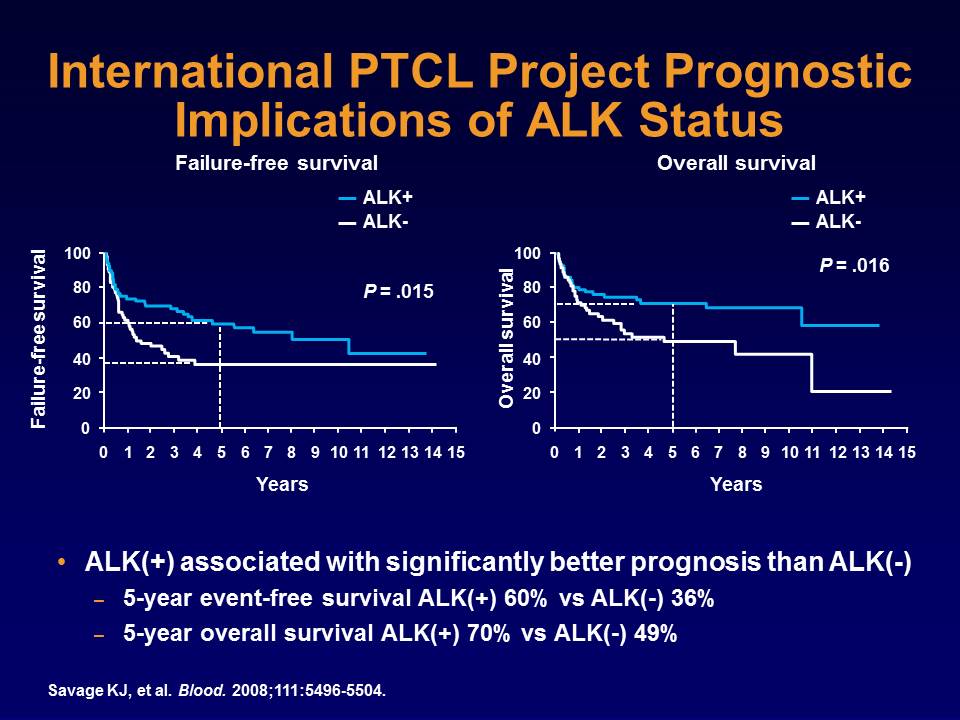 International PTCL Project Prognostic
Implications of ALK Status
Failure-free survival
ALK+
ALK-
Failure-free survival
100
80
60
40
20
0
P = .015
0 1 2 3 4 5 6 7 8 9 10 11 12 13 14 15
Years
Overall survival
ALK+
ALK-
Overall survival
100
80
60
40
20
0
P = .016
0 1 2 3 4 5 6 7 8 9 10 11 12 13 14 15
Years
• ALK(+) associated with significantly better prognosis than ALK(-)
– 5-year event-free survival ALK(+) 60% vs ALK(-) 36%
– 5-year overall survival ALK(+) 70% vs ALK(-) 49%
Savage KJ, et al. Blood. 2008;111:5496-5504.